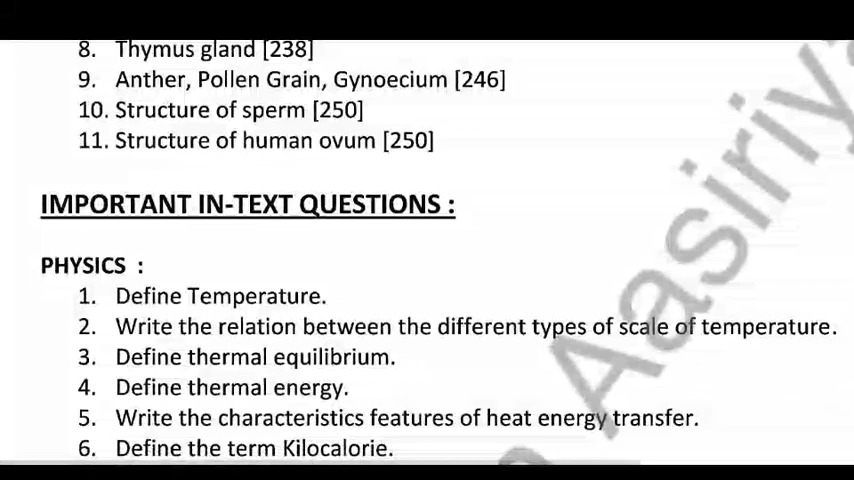 8. Thymus gland [238]
9. Anther, Pollen Grain, Gynoecium [246]
10. Structure of sperm [250]
11. Structure of human ovum [250]
IMPORTANT IN-TEXT QUESTIONS :
PHYSICS :
1. Define Temperature.
2. Write the relation between the different types of scale of temperature.
3. Define thermal equilibrium.
4. Define thermal energy.
5. Write the characteristics features of heat energy transfer.
6. Define the term Kilocalorie.